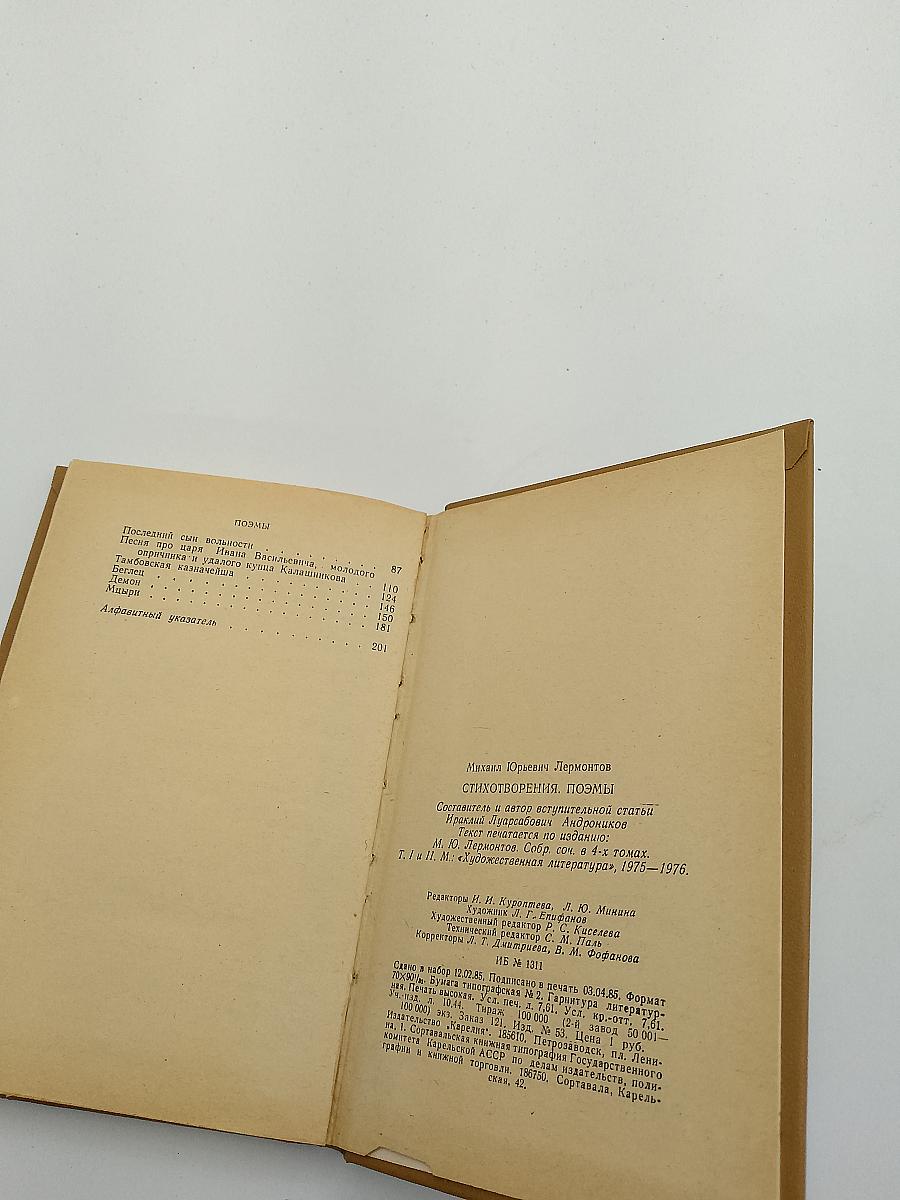 ПОЭМЫ
Последний сын вольности . . . . . . . . 87
Песня про царя Ивана Васильевича, молодого
опричника и удалого купца Калашникова 110
Тамбовская казначейша . . . . . . . . 124
Беглец . . . . . . . . 146
Демон . . . . . . . . 150
Мцыри . . . . . . . . 181
Алфавитный указатель . . . . . . . . 201
Михаил Юрьевич Лермонтов
СТИХОТВОРЕНИЯ. ПОЭМЫ
Составитель и автор вступительной статьи
Ираклий Луарсабович Андроников
Текст печатается по изданию:
М. Ю. Лермонтов. Собр. соч. в 4-х томах.
Т. I и II. М.: «Художественная литература», 1975—1976.
Редакторы И. И. Куроптева, Л. Ю. Минина
Художник Л. Г. Епифанов
Художественный редактор Р. С. Киселева
Технический редактор С. М. Паль
Корректоры Л. Т. Дмитриева, В. М. Фофанова
ИБ № 1311
Сдано в набор 12.02.85. Подписано в печать 03.04.85. Формат
70×90¹/₃₂. Бумага типографская № 2. Гарнитура литератур-
ная. Печать высокая. Усл. печ. л. 7,61. Усл. кр.-отт. 7,61.
Уч.-изд. л. 10,44. Тираж 100 000 (2-й завод 50 001—
100 000) экз. Заказ 121. Изд. № 53. Цена 1 руб.
Издательство „Карелия“. 185610. Петрозаводск, пл. Лени-
на, 1. Сортавальская книжная типография Государственного
комитета Карельской АССР по делам издательств, поли-
графии и книжной торговли. 186750. Сортавала, Карель-
ская, 42.